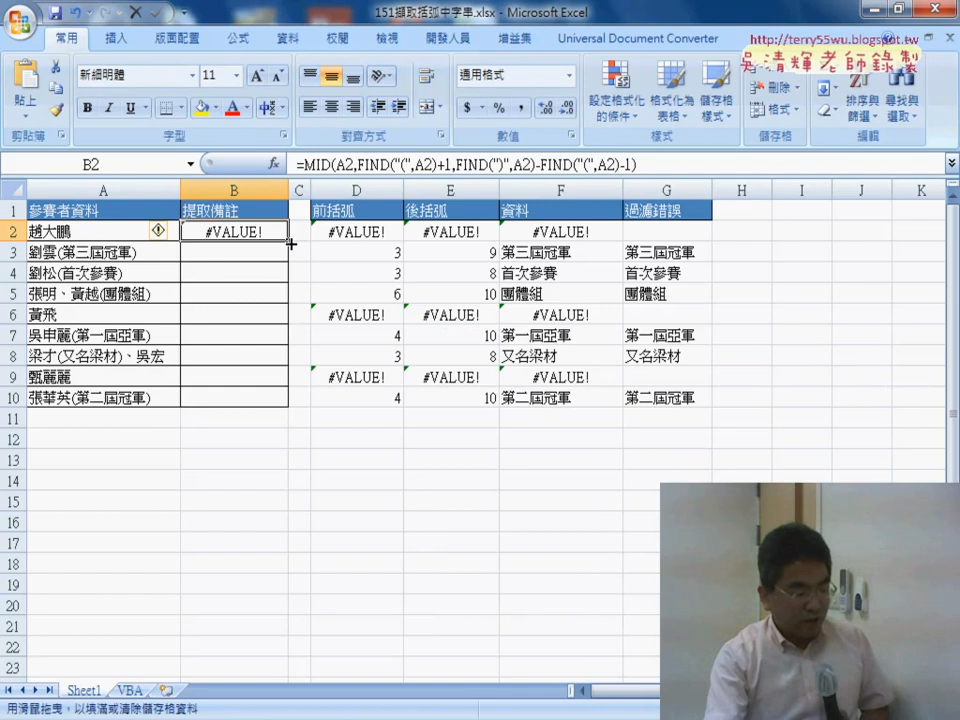 151擷取括弧中字串.xlsx - Microsoft Excel
常用 插入 版面配置 公式 資料 校閱 檢視 開發人員 增益集 Universal Document Converter
http://terry55wu.blogspot.tw
吳清輝老師錄製
貼上 新細明體 11 通用格式 設定格式化的條件 格式化為表格 儲存格樣式 刪除 格式 排序與篩選 尋找與選取
B I U $ % ,
剪貼簿 字型 對齊方式 數值 樣式 儲存格 編輯
B2 fx =MID(A2,FIND("(",A2)+1,FIND(")",A2)-FIND("(",A2)-1)
A B C D E F G H I J K
1 參賽者資料 提取備註 前括弧 後括弧 資料 過濾錯誤
2 趙大鵬 #VALUE! #VALUE! #VALUE! #VALUE!
3 劉雲(第三屆冠軍) 3 9 第三屆冠軍 第三屆冠軍
4 劉松(首次參賽) 3 8 首次參賽 首次參賽
5 張明、黃越(團體組) 6 10 團體組 團體組
6 黃飛 #VALUE! #VALUE! #VALUE!
7 吳申麗(第一屆亞軍) 4 10 第一屆亞軍 第一屆亞軍
8 梁才(又名梁材)、吳宏 3 8 又名梁材 又名梁材
9 甄麗麗 #VALUE! #VALUE! #VALUE!
10 張華英(第二屆冠軍) 4 10 第二屆冠軍 第二屆冠軍
11
12
13
14
15
16
17
18
19
20
21
22
23
Sheet1 VBA
用滑鼠拖曳，以填滿或清除儲存格資料